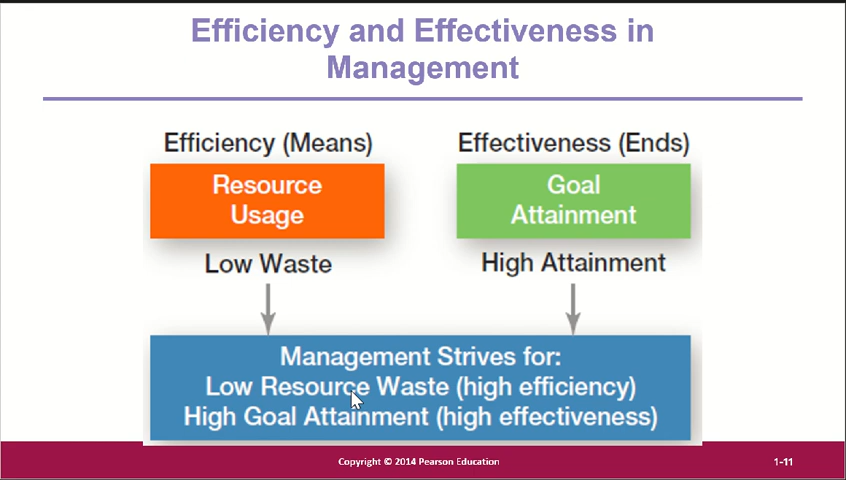 Efficiency and Effectiveness in
Management
Efficiency (Means)
Effectiveness (Ends)
Resource
Usage
Goal
Attainment
Low Waste
High Attainment
Management Strives for:
Low Resource Waste (high efficiency)
High Goal Attainment (high effectiveness)
Copyright © 2014 Pearson Education
1-11